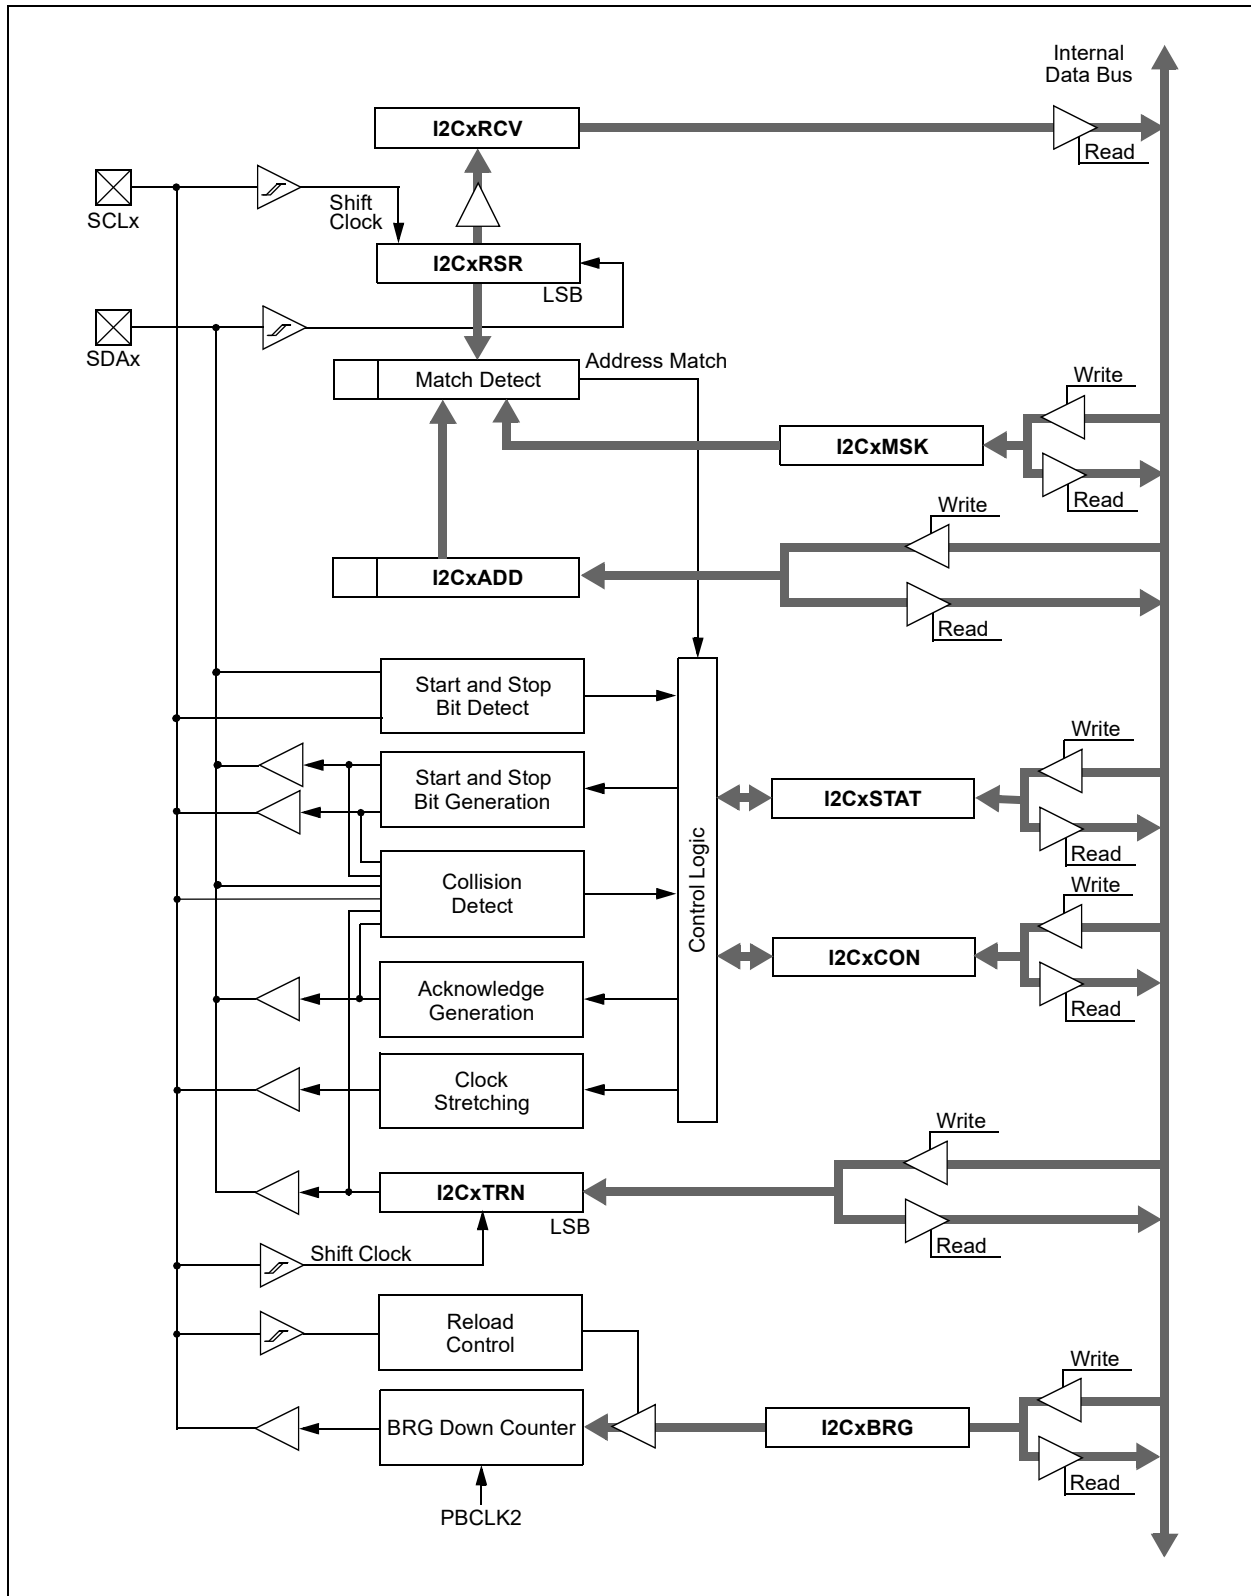 Internal
Data Bus
I2CxRCV
Read
SCLx
Shift
Clock
I2CxRSR
LSB
SDAx
Address Match
Match Detect
Write
I2CxMSK
Read
Write
I2CxADD
Read
Start and Stop
Bit Detect
Write
Start and Stop
Bit Generation
I2CxSTAT
Read
Control Logic
Collision
Detect
Write
I2CxCON
Read
Acknowledge
Generation
Clock
Stretching
Write
I2CxTRN
LSB
Read
Shift Clock
Reload
Control
Write
BRG Down Counter
I2CxBRG
Read
PBCLK2